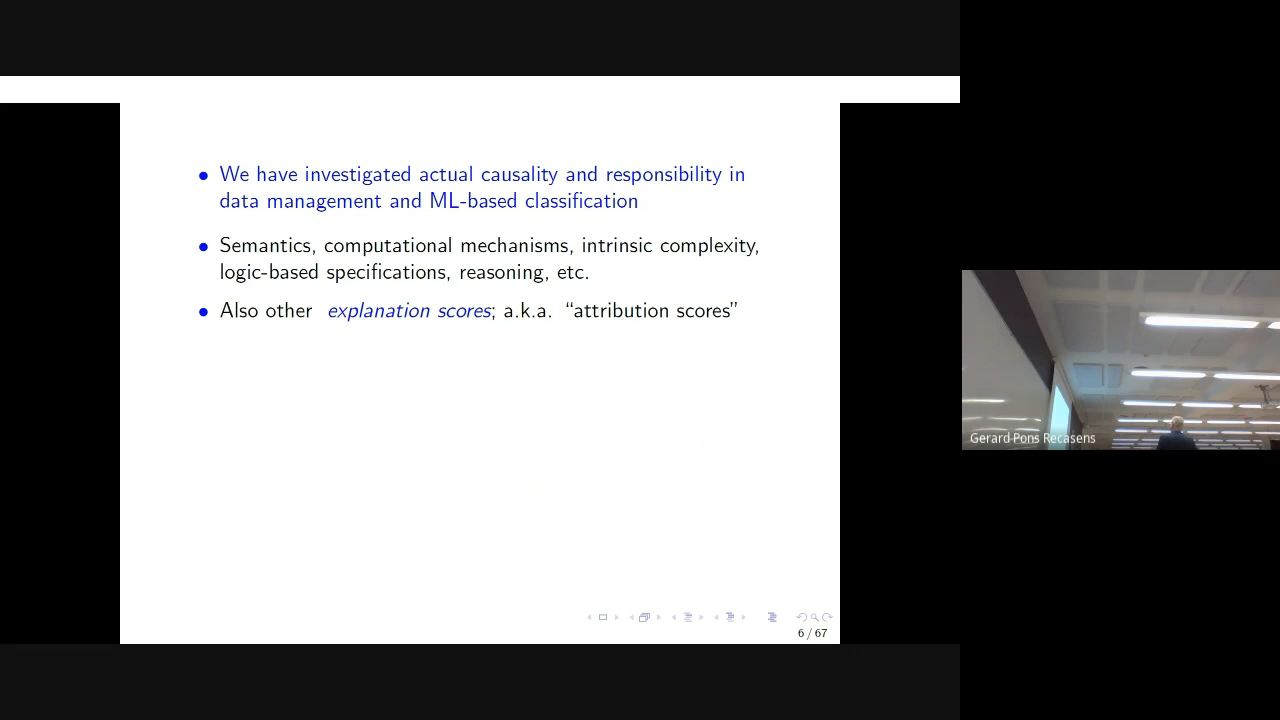 • We have investigated actual causality and responsibility in
data management and ML-based classification
• Semantics, computational mechanisms, intrinsic complexity,
logic-based specifications, reasoning, etc.
• Also other explanation scores; a.k.a. “attribution scores”
6 / 67
Gerard Pons Recasens